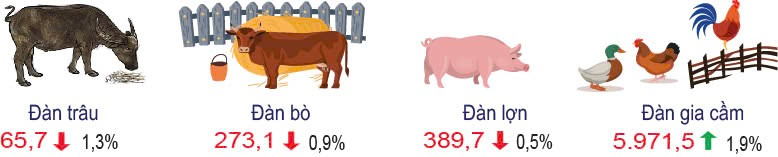 Đàn trâu
65,7 1,3%
Đàn bò
273,1 0,9%
Đàn lợn
389,7 0,5%
Đàn gia cầm
5.971,5 1,9%